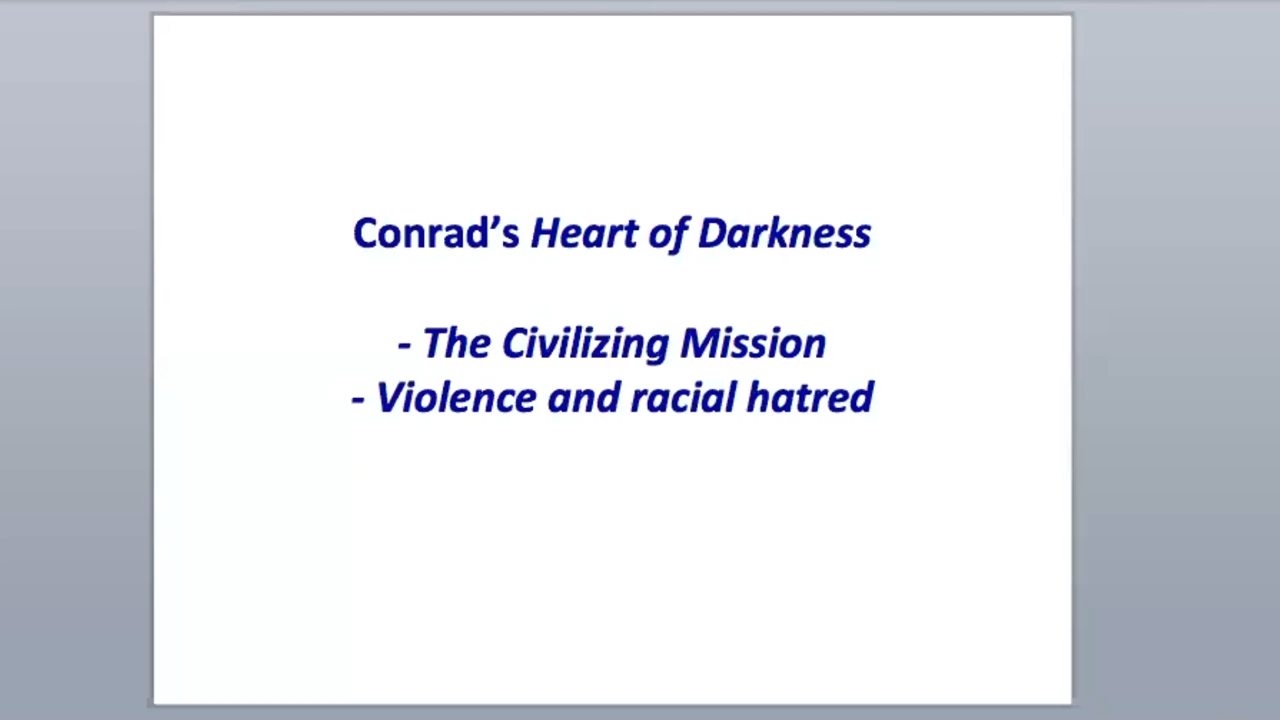 Conrad’s Heart of Darkness
- The Civilizing Mission
- Violence and racial hatred